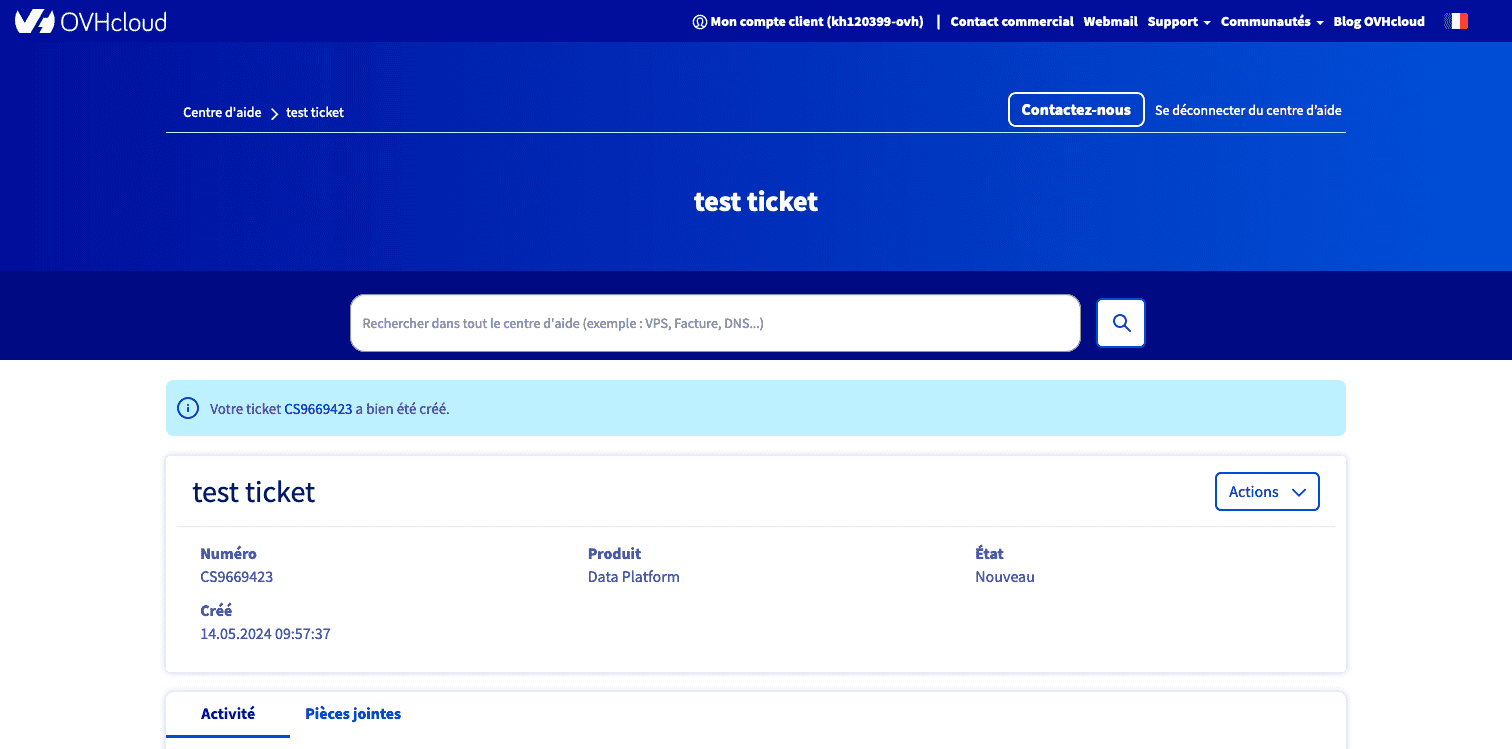 OVHcloud
Mon compte client (kh120399-ovh) | Contact commercial Webmail Support Communautés Blog OVHcloud
Centre d'aide > test ticket
Contactez-nous Se déconnecter du centre d’aide
test ticket
Rechercher dans tout le centre d'aide (exemple : VPS, Facture, DNS...)
Votre ticket CS9669423 a bien été créé.
test ticket
Actions
Numéro
CS9669423
Produit
Data Platform
État
Nouveau
Créé
14.05.2024 09:57:37
Activité Pièces jointes